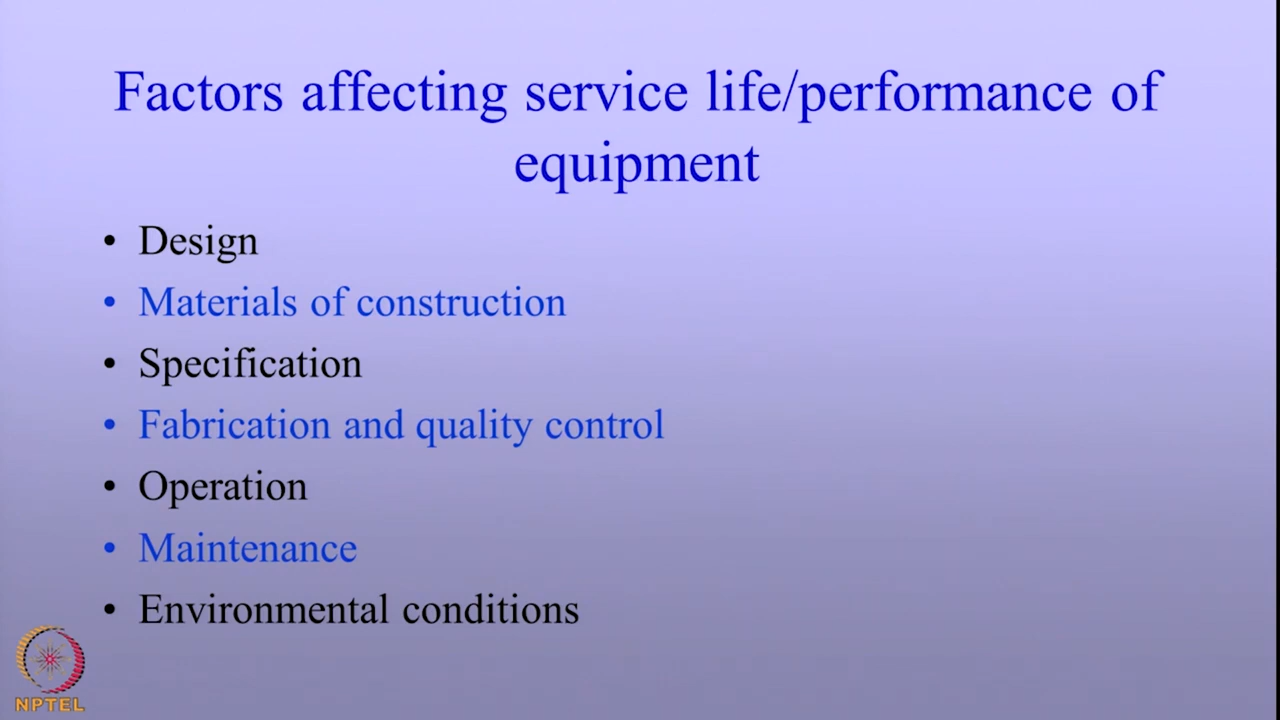 Factors affecting service life/performance of
equipment
• Design
• Materials of construction
• Specification
• Fabrication and quality control
• Operation
• Maintenance
• Environmental conditions
NPTEL